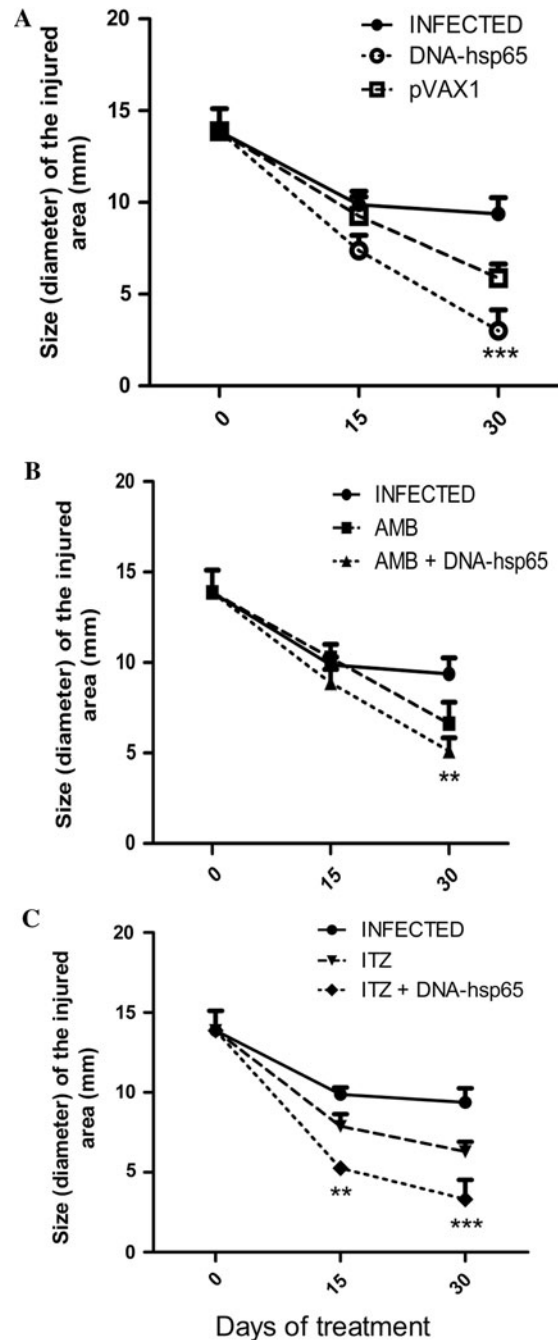 A
INFECTED
DNA-hsp65
pVAX1
Size (diameter) of the injured
area (mm)
20
15
10
5
0
***
0
15
30
B
INFECTED
AMB
AMB + DNA-hsp65
Size (diameter) of the injured
area (mm)
20
15
10
5
0
**
0
15
30
C
INFECTED
ITZ
ITZ + DNA-hsp65
Size (diameter) of the injured
area (mm)
20
15
10
5
0
**
***
0
15
30
Days of treatment